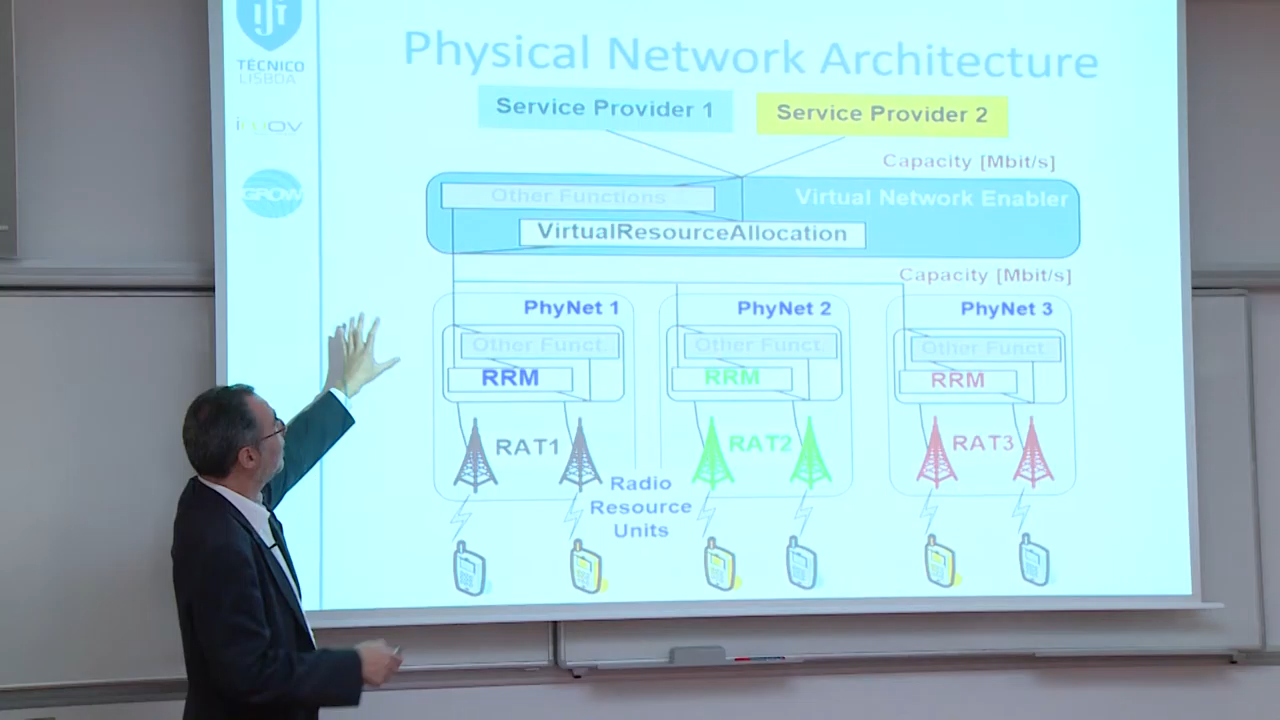 TÉCNICO
LISBOA
inov
GROW
Physical Network Architecture
Service Provider 1
Service Provider 2
Capacity [Mbit/s]
Other Functions
Virtual Network Enabler
VirtualResourceAllocation
Capacity [Mbit/s]
PhyNet 1
PhyNet 2
PhyNet 3
Other Funct.
Other Funct.
Other Funct.
RRM
RRM
RRM
RAT1
RAT2
RAT3
Radio
Resource
Units